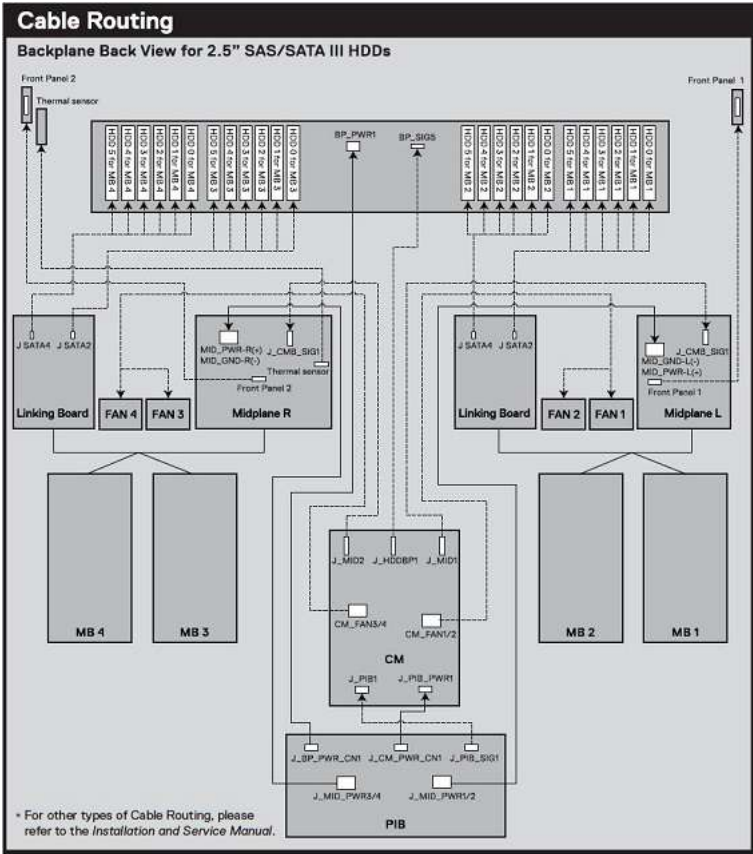 Cable Routing
Backplane Back View for 2.5” SAS/SATA III HDDs
Front Panel 2
Front Panel 1
Thermal sensor
BP_PWR1
BP_SIG5
HDD 5 for MB 4
HDD 4 for MB 4
HDD 3 for MB 4
HDD 2 for MB 4
HDD 1 for MB 4
HDD 0 for MB 4
HDD 5 for MB 3
HDD 4 for MB 3
HDD 3 for MB 3
HDD 2 for MB 3
HDD 1 for MB 3
HDD 0 for MB 3
HDD 5 for MB 2
HDD 4 for MB 2
HDD 3 for MB 2
HDD 2 for MB 2
HDD 1 for MB 2
HDD 0 for MB 2
HDD 5 for MB 1
HDD 4 for MB 1
HDD 3 for MB 1
HDD 2 for MB 1
HDD 1 for MB 1
HDD 0 for MB 1
J SATA4
J SATA2
Linking Board
FAN 4
FAN 3
MID_PWR-R(+)
MID_GND-R(-)
J_CMB_SIG1
Thermal sensor
Front Panel 2
Midplane R
J SATA4
J SATA2
Linking Board
FAN 2
FAN 1
J_CMB_SIG1
MID_GND-L(-)
MID_PWR-L(+)
Front Panel 1
Midplane L
MB 4
MB 3
MB 2
MB 1
J_MID2
J_HDDBP1
J_MID1
CM_FAN3/4
CM_FAN1/2
CM
J_PIB1
J_PIB_PWR1
J_BP_PWR_CN1
J_CM_PWR_CN1
J_PIB_SIG1
J_MID_PWR3/4
J_MID_PWR1/2
PIB
* For other types of Cable Routing, please
refer to the Installation and Service Manual.